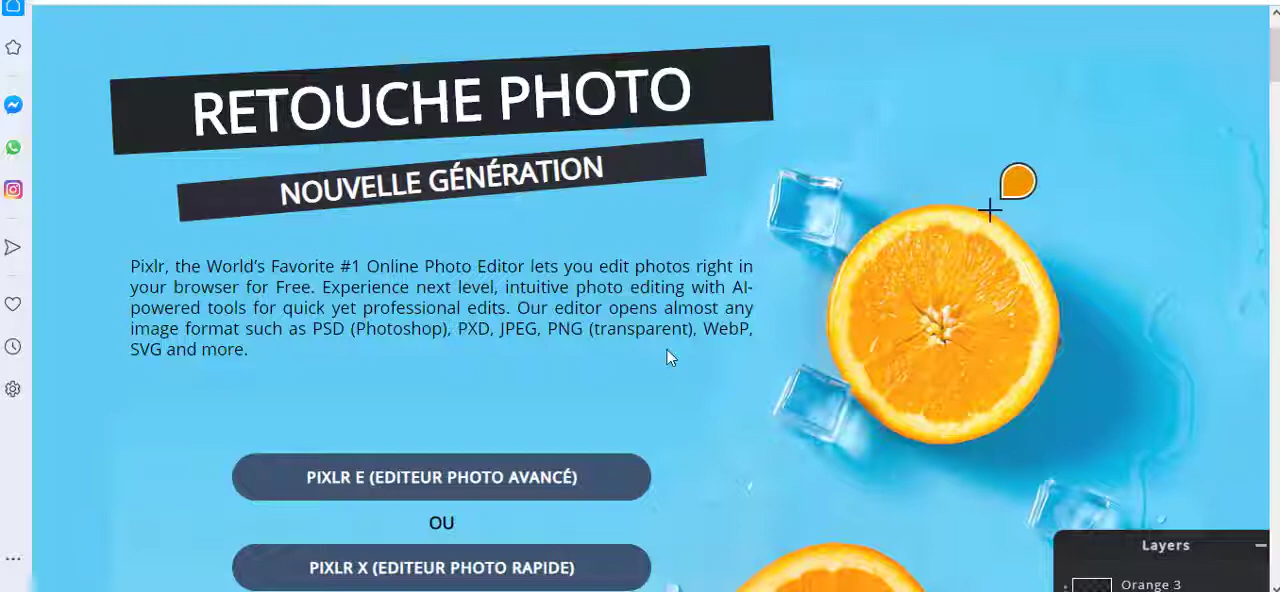 RETOUCHE PHOTO
NOUVELLE GÉNÉRATION
Pixlr, the World’s Favorite #1 Online Photo Editor lets you edit photos right in
your browser for Free. Experience next level, intuitive photo editing with AI-
powered tools for quick yet professional edits. Our editor opens almost any
image format such as PSD (Photoshop), PXD, JPEG, PNG (transparent), WebP,
SVG and more.
PIXLR E (EDITEUR PHOTO AVANCÉ)
OU
PIXLR X (EDITEUR PHOTO RAPIDE)
Layers
Orange 3